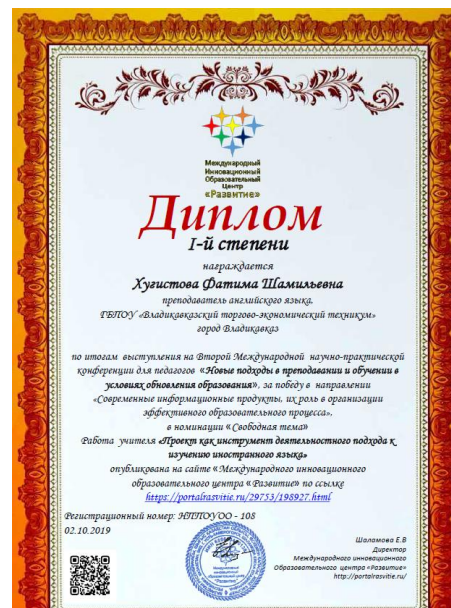 Международный
Инновационный
Образовательный
Центр
«Развитие»
Диплом
I-й степени
награждается
Хугистова Фатима Шамильевна
преподаватель английского языка,
ГБПОУ «Владикавказский торгово-экономический техникум»
город Владикавказ
по итогам выступления на Второй Международной научно-практической
конференции для педагогов «Новые подходы в преподавании и обучении в
условиях обновления образования», за победу в направлении
«Современные информационные продукты, их роль в организации
эффективного образовательного процесса».
в номинации «Свободная тема»
Работа учителя «Проект как инструмент деятельностного подхода к
изучению иностранного языка»
опубликована на сайте «Международного инновационного
образовательного центра «Развитие» по ссылке
https://portalrasvitie.ru/29753/198927.html
Регистрационный номер: НППОУОО - 108
02.10.2019
Шаламова Е.В
Директор
Международного инновационного
Образовательного центра «Развитие»
http://portalrazvitie.ru/